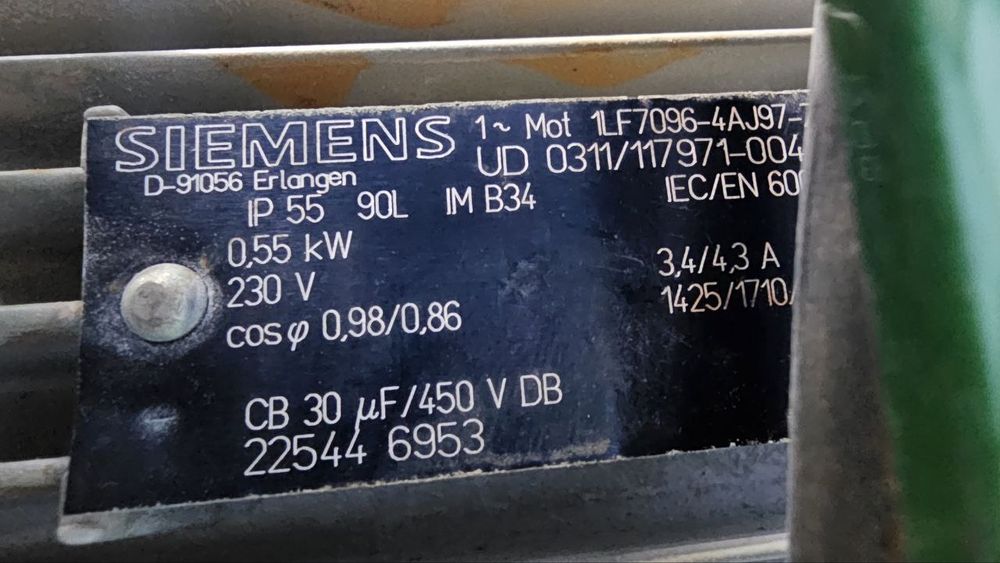 SIEMENS
1~ Mot 1LF7096-4AJ97-
D-91056 Erlangen
UD 0311/117971-004
IP 55 90L IM B34
IEC/EN 60
0,55 kW
230 V
3,4/4,3 A
1425/1710
cosφ 0,98/0,86
CB 30 µF/450 V DB
22544 6953